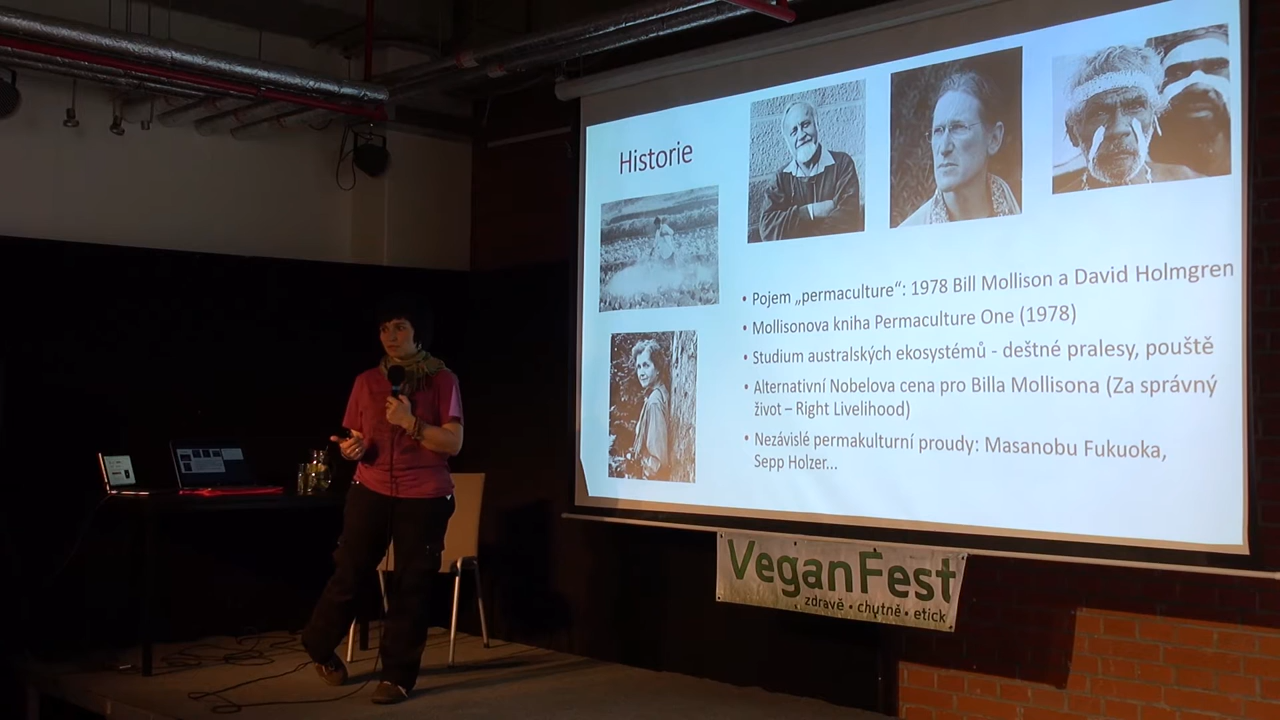 Historie
• Pojem „permaculture“: 1978 Bill Mollison a David Holmgren
• Mollisonova kniha Permaculture One (1978)
• Studium australských ekosystémů - deštné pralesy, pouště
• Alternativní Nobelova cena pro Billa Mollisona (Za správný
život – Right Livelihood)
• Nezávislé permakulturní proudy: Masanobu Fukuoka,
Sepp Holzer...
VeganFest
zdravě • chutně • etick